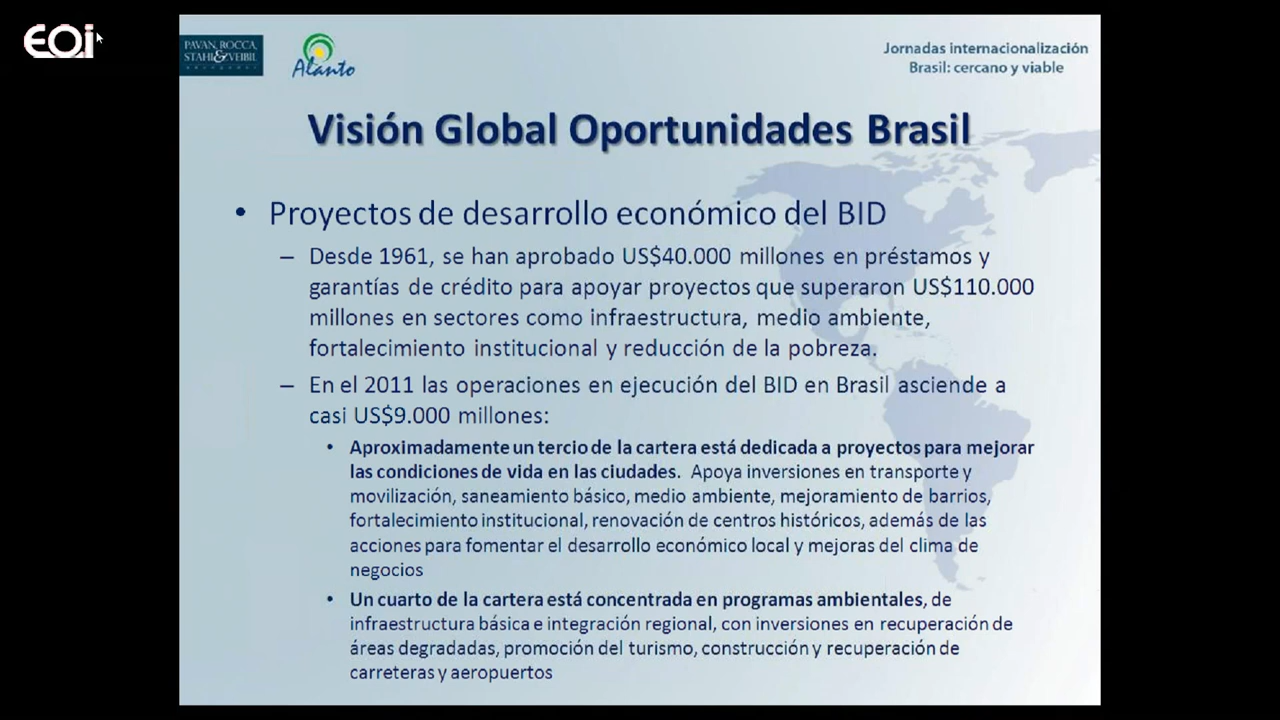 EOi
PAVAN, ROCCA,
STAHL & VEIBIL
Alanto
Jornadas internacionalización
Brasil: cercano y viable
Visión Global Oportunidades Brasil
• Proyectos de desarrollo económico del BID
– Desde 1961, se han aprobado US$40.000 millones en préstamos y
garantías de crédito para apoyar proyectos que superaron US$110.000
millones en sectores como infraestructura, medio ambiente,
fortalecimiento institucional y reducción de la pobreza.
– En el 2011 las operaciones en ejecución del BID en Brasil asciende a
casi US$9.000 millones:
• Aproximadamente un tercio de la cartera está dedicada a proyectos para mejorar
las condiciones de vida en las ciudades. Apoya inversiones en transporte y
movilización, saneamiento básico, medio ambiente, mejoramiento de barrios,
fortalecimiento institucional, renovación de centros históricos, además de las
acciones para fomentar el desarrollo económico local y mejoras del clima de
negocios
• Un cuarto de la cartera está concentrada en programas ambientales, de
infraestructura básica e integración regional, con inversiones en recuperación de
áreas degradadas, promoción del turismo, construcción y recuperación de
carreteras y aeropuertos